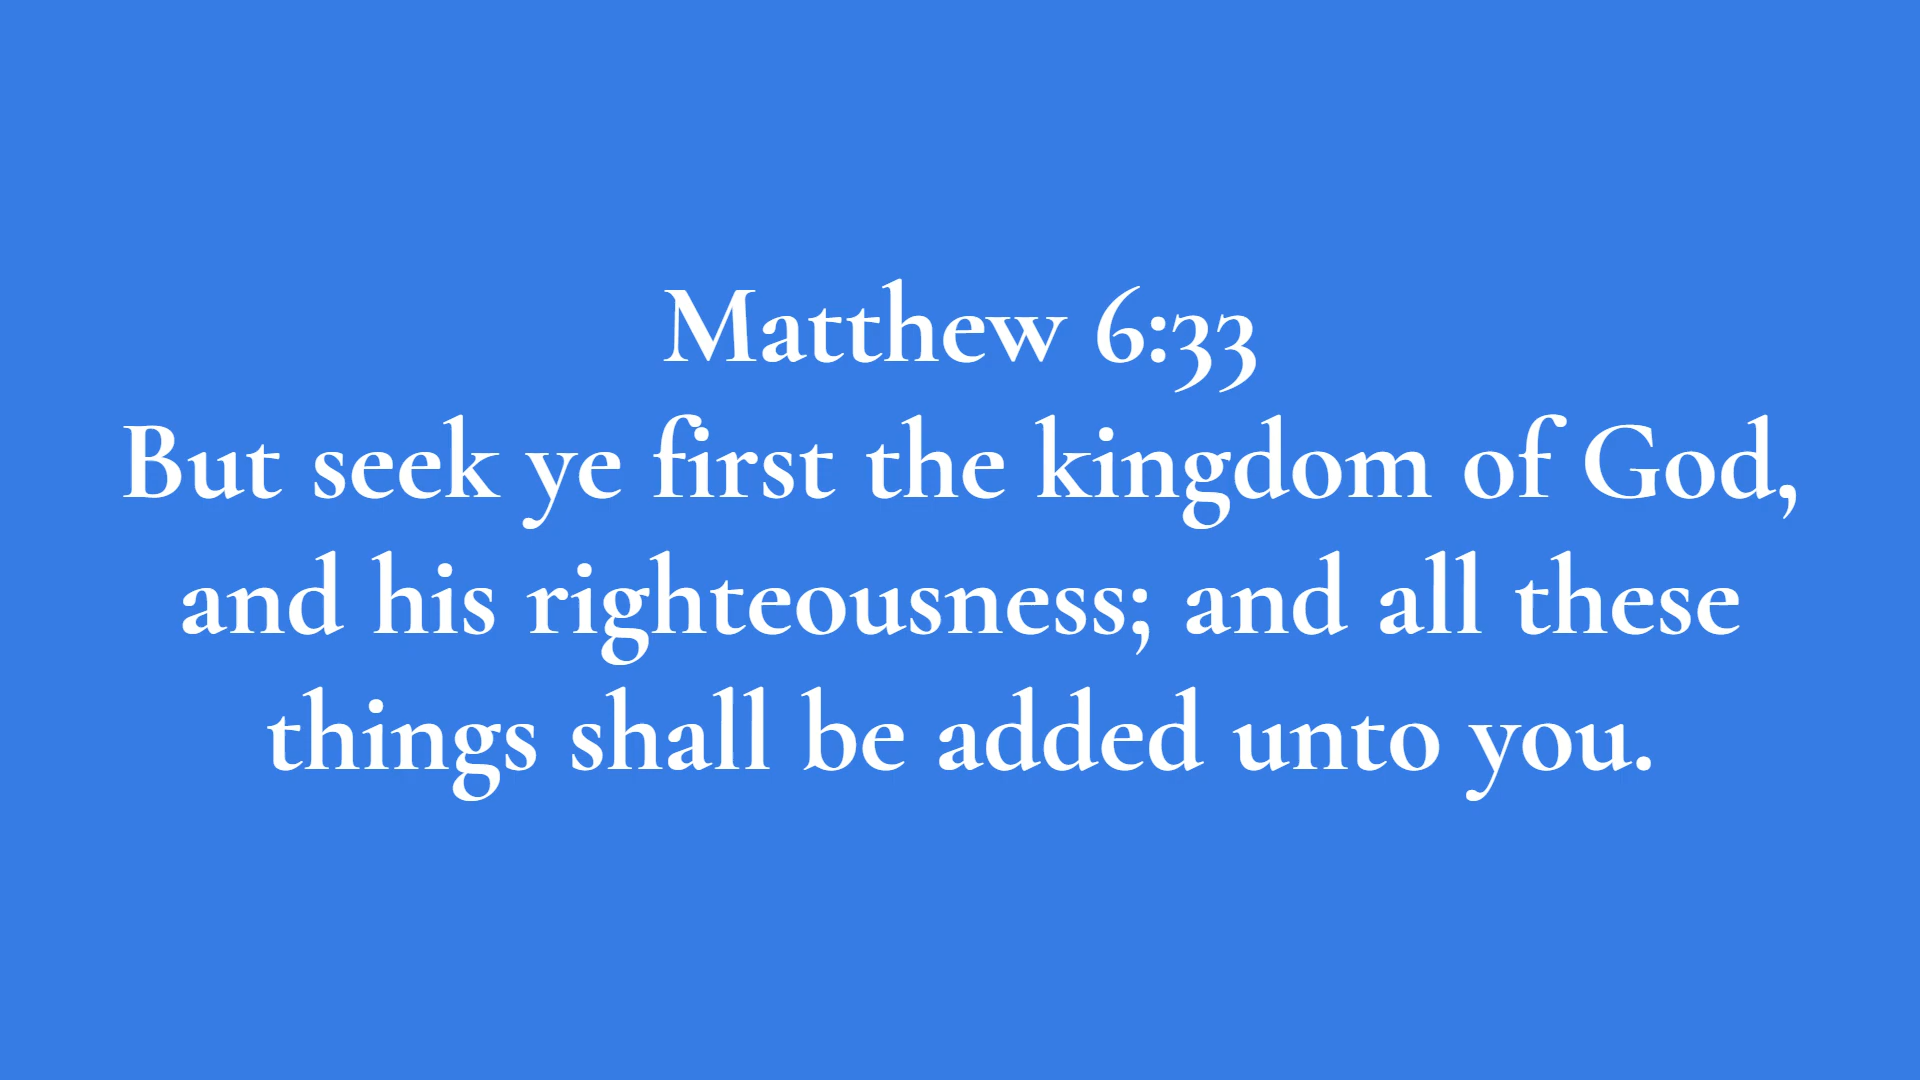 Matthew 6:33
But seek ye first the kingdom of God,
and his righteousness; and all these
things shall be added unto you.